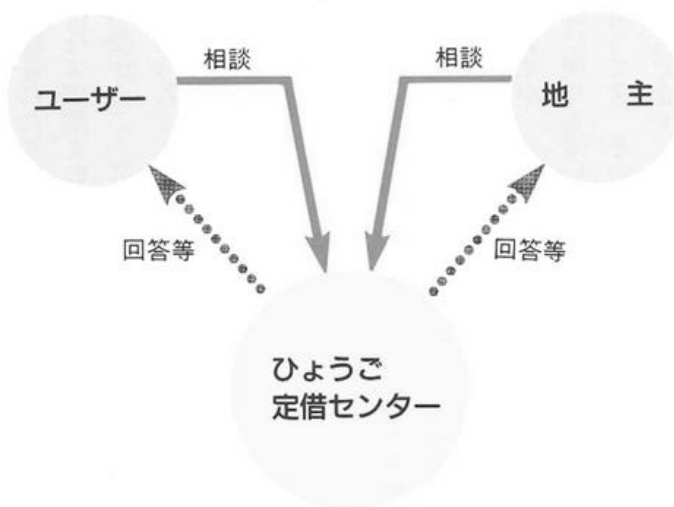 相談
相談
ユーザー
地 主
回答等
回答等
ひょうご
定借センター